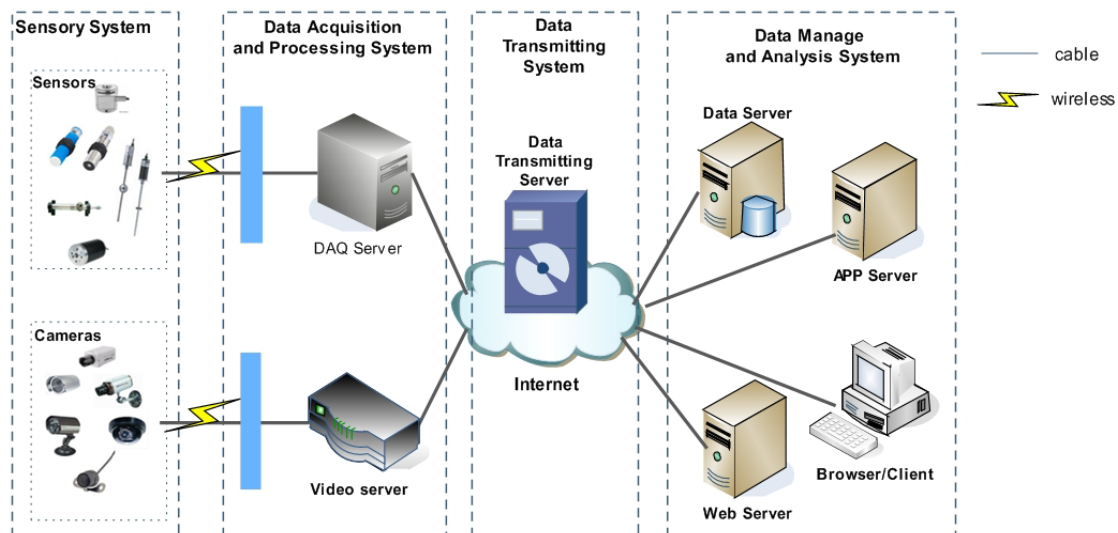 Sensory System
Data Acquisition
and Processing System
Data
Transmitting
System
Data Manage
and Analysis System
cable
wireless
Sensors
DAQ Server
Cameras
Video server
Data
Transmitting
Server
Internet
Data Server
APP Server
Web Server
Browser/Client